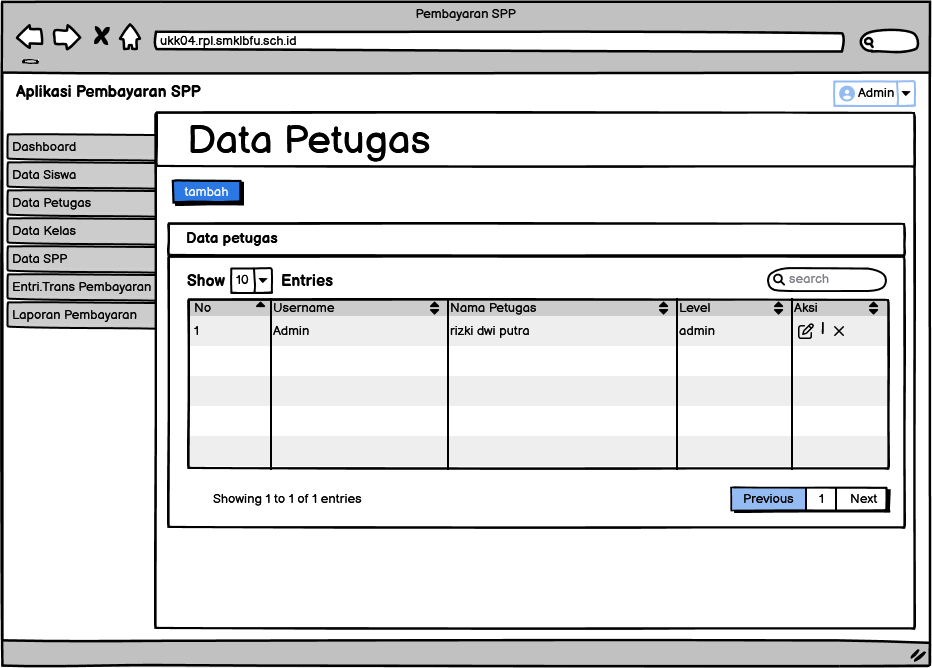 Pembayaran SPP
ukk04.rpl.smklbfu.sch.id
Aplikasi Pembayaran SPP
Admin
Dashboard
Data Siswa
Data Petugas
Data Kelas
Data SPP
Entri.Trans Pembayaran
Laporan Pembayaran
Data Petugas
tambah
Data petugas
Show 10 Entries
search
No Username Nama Petugas Level Aksi
1 Admin rizki dwi putra admin |
Showing 1 to 1 of 1 entries
Previous 1 Next